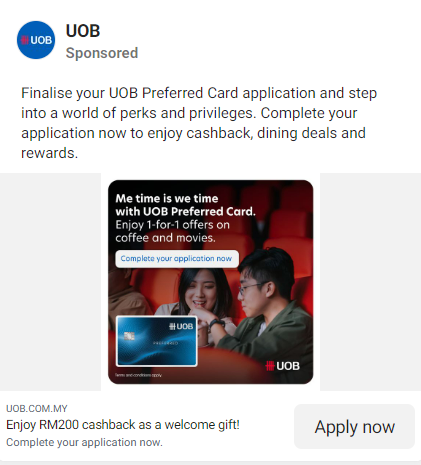 UOB
UOB
Sponsored
Finalise your UOB Preferred Card application and step
into a world of perks and privileges. Complete your
application now to enjoy cashback, dining deals and
rewards.
Me time is we time
with UOB Preferred Card.
Enjoy 1-for-1 offers on
coffee and movies.
Complete your application now
UOB
PREFERRED
UOB
Terms and conditions apply.
UOB.COM.MY
Enjoy RM200 cashback as a welcome gift!
Complete your application now.
Apply now